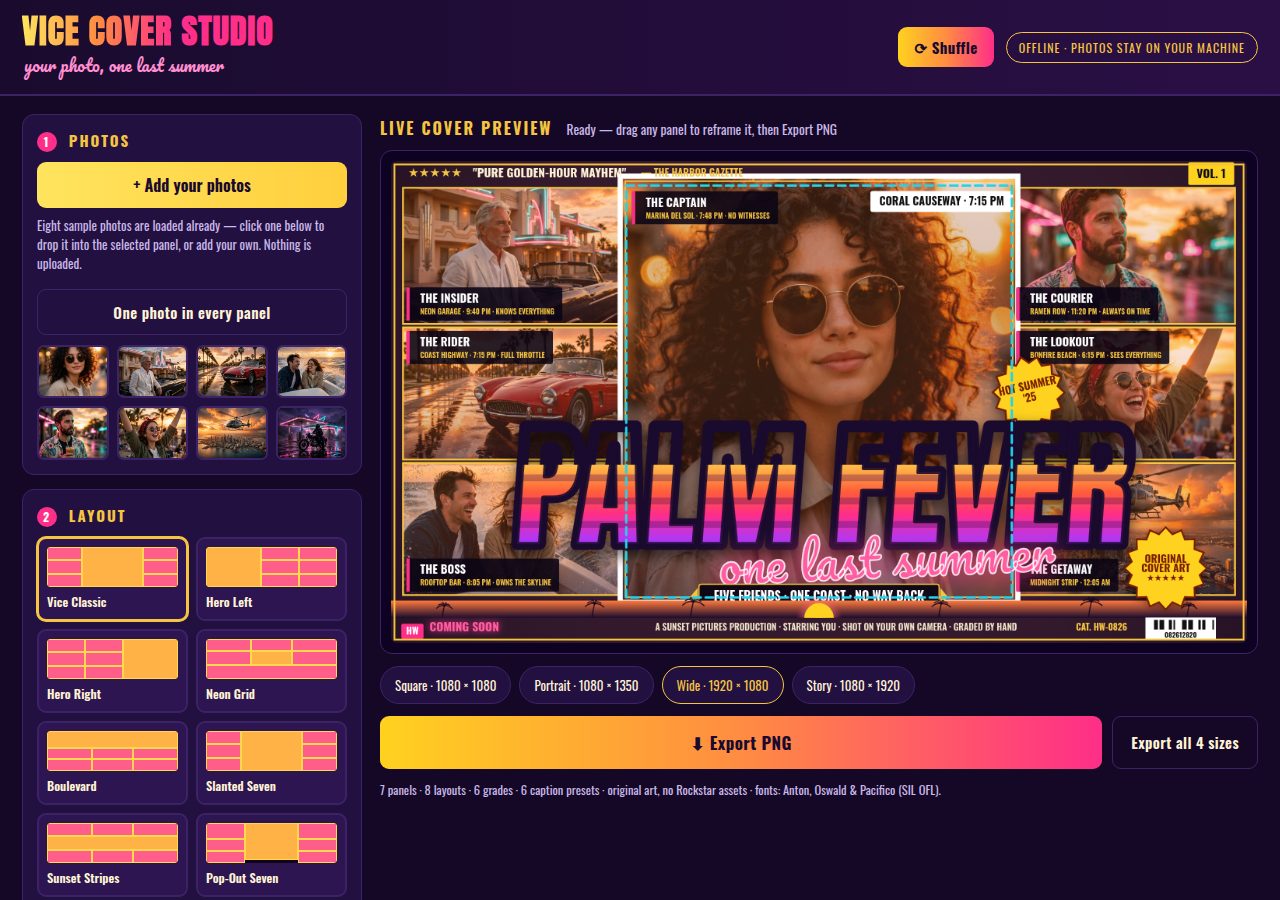 VICE COVER STUDIO
your photo, one last summer
⟳ Shuffle
OFFLINE · PHOTOS STAY ON YOUR MACHINE
1 PHOTOS
+ Add your photos
Eight sample photos are loaded already — click one below to
drop it into the selected panel, or add your own. Nothing is
uploaded.
One photo in every panel
2 LAYOUT
Vice Classic
Hero Left
Hero Right
Neon Grid
Boulevard
Slanted Seven
Sunset Stripes
Pop-Out Seven
LIVE COVER PREVIEW
Ready — drag any panel to reframe it, then Export PNG
★★★★★ "PURE GOLDEN-HOUR MAYHEM" — THE HARBOR GAZETTE
VOL. 1
THE CAPTAIN
MARINA DEL SOL · 7:48 PM · NO WITNESSES
CORAL CAUSEWAY · 7:15 PM
THE INSIDER
NEON GARAGE · 9:40 PM · KNOWS EVERYTHING
THE COURIER
RAMEN ROW · 11:20 PM · ALWAYS ON TIME
THE RIDER
COAST HIGHWAY · 7:15 PM · FULL THROTTLE
THE LOOKOUT
BONFIRE BEACH · 6:15 PM · SEES EVERYTHING
HOT SUMMER
'25
PALM FEVER
one last summer
THE BOSS
ROOFTOP BAR · 8:05 PM · OWNS THE SKYLINE
THE GETAWAY
MIDNIGHT STRIP · 12:05 AM
ORIGINAL
COVER ART
★★★★★
FIVE FRIENDS · ONE COAST · NO WAY BACK
HW COMING SOON
A SUNSET PICTURES PRODUCTION · STARRING YOU · SHOT ON YOUR OWN CAMERA · GRADED BY HAND
CAT. HW-0826
082612820
Square · 1080 × 1080
Portrait · 1080 × 1350
Wide · 1920 × 1080
Story · 1080 × 1920
⬇ Export PNG
Export all 4 sizes
7 panels · 8 layouts · 6 grades · 6 caption presets · original art, no Rockstar assets · fonts: Anton, Oswald & Pacifico (SIL OFL).